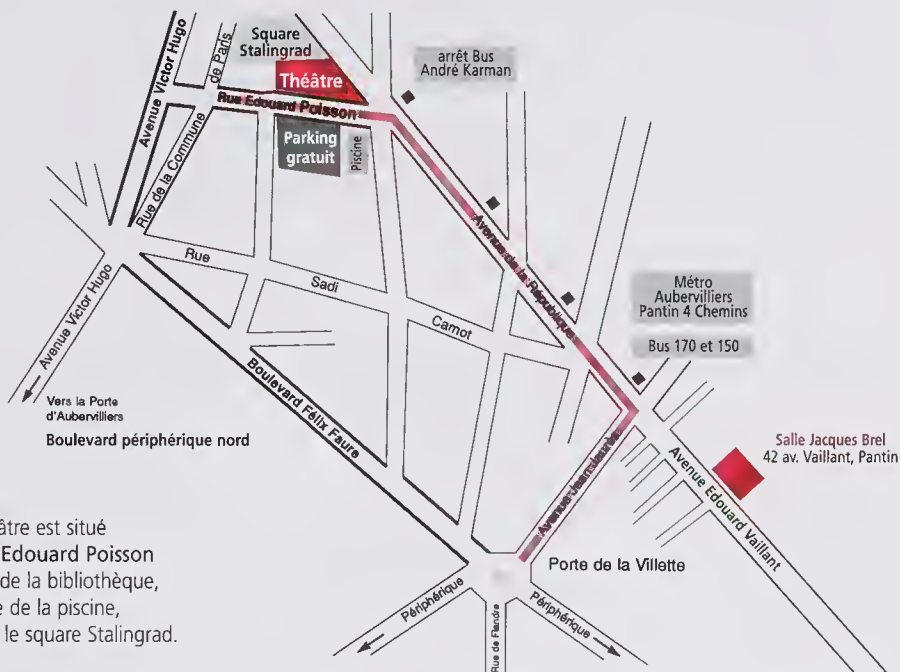 Square
Stalingrad
Théâtre
arrêt Bus
André Karman
Avenue Victor Hugo
de Paris
Rue Edouard Poisson
Parking
gratuit
Piscine
Rue de la Commune
Rue
Sadi
Carnot
Avenue de la République
Métro
Aubervilliers
Pantin 4 Chemins
Bus 170 et 150
Avenue Victor Hugo
Vers la Porte
d'Aubervilliers
Boulevard périphérique nord
Boulevard Félix Faure
Avenue Jean Jaurès
Salle Jacques Brel
42 av. Vaillant, Pantin
Avenue Edouard Vaillant
Porte de la Villette
Périphérique
Rue de Flandre
Périphérique
âtre est situé
Edouard Poisson
de la bibliothèque,
e de la piscine,
le square Stalingrad.